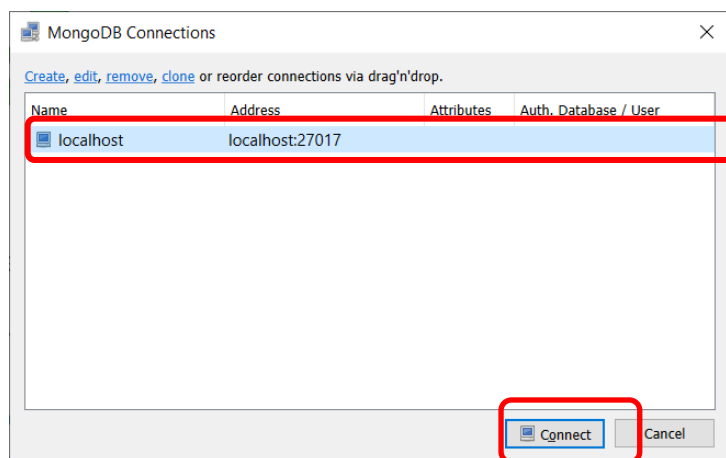 MongoDB Connections
Create, edit, remove, clone or reorder connections via drag'n'drop.
Name Address Attributes Auth. Database / User
localhost localhost:27017
Connect Cancel